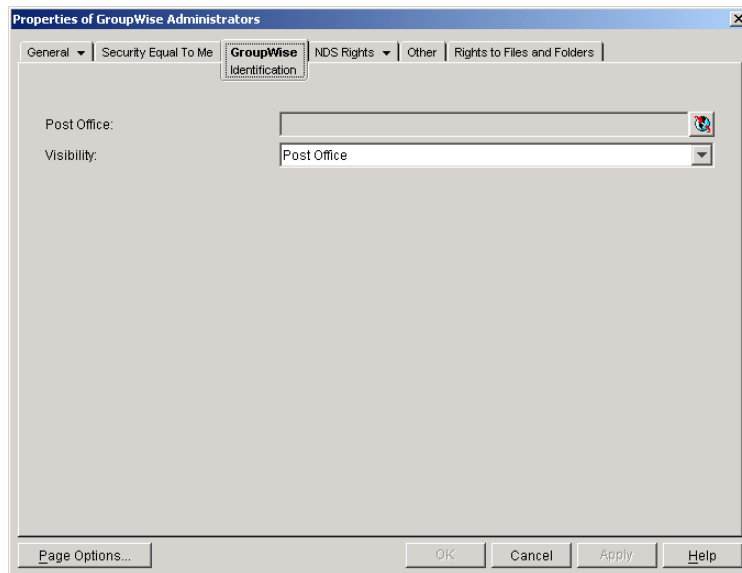 Properties of GroupWise Administrators
General Security Equal To Me GroupWise NDS Rights Other Rights to Files and Folders
Identification
Post Office:
Visibility: Post Office
Page Options... OK Cancel Apply Help